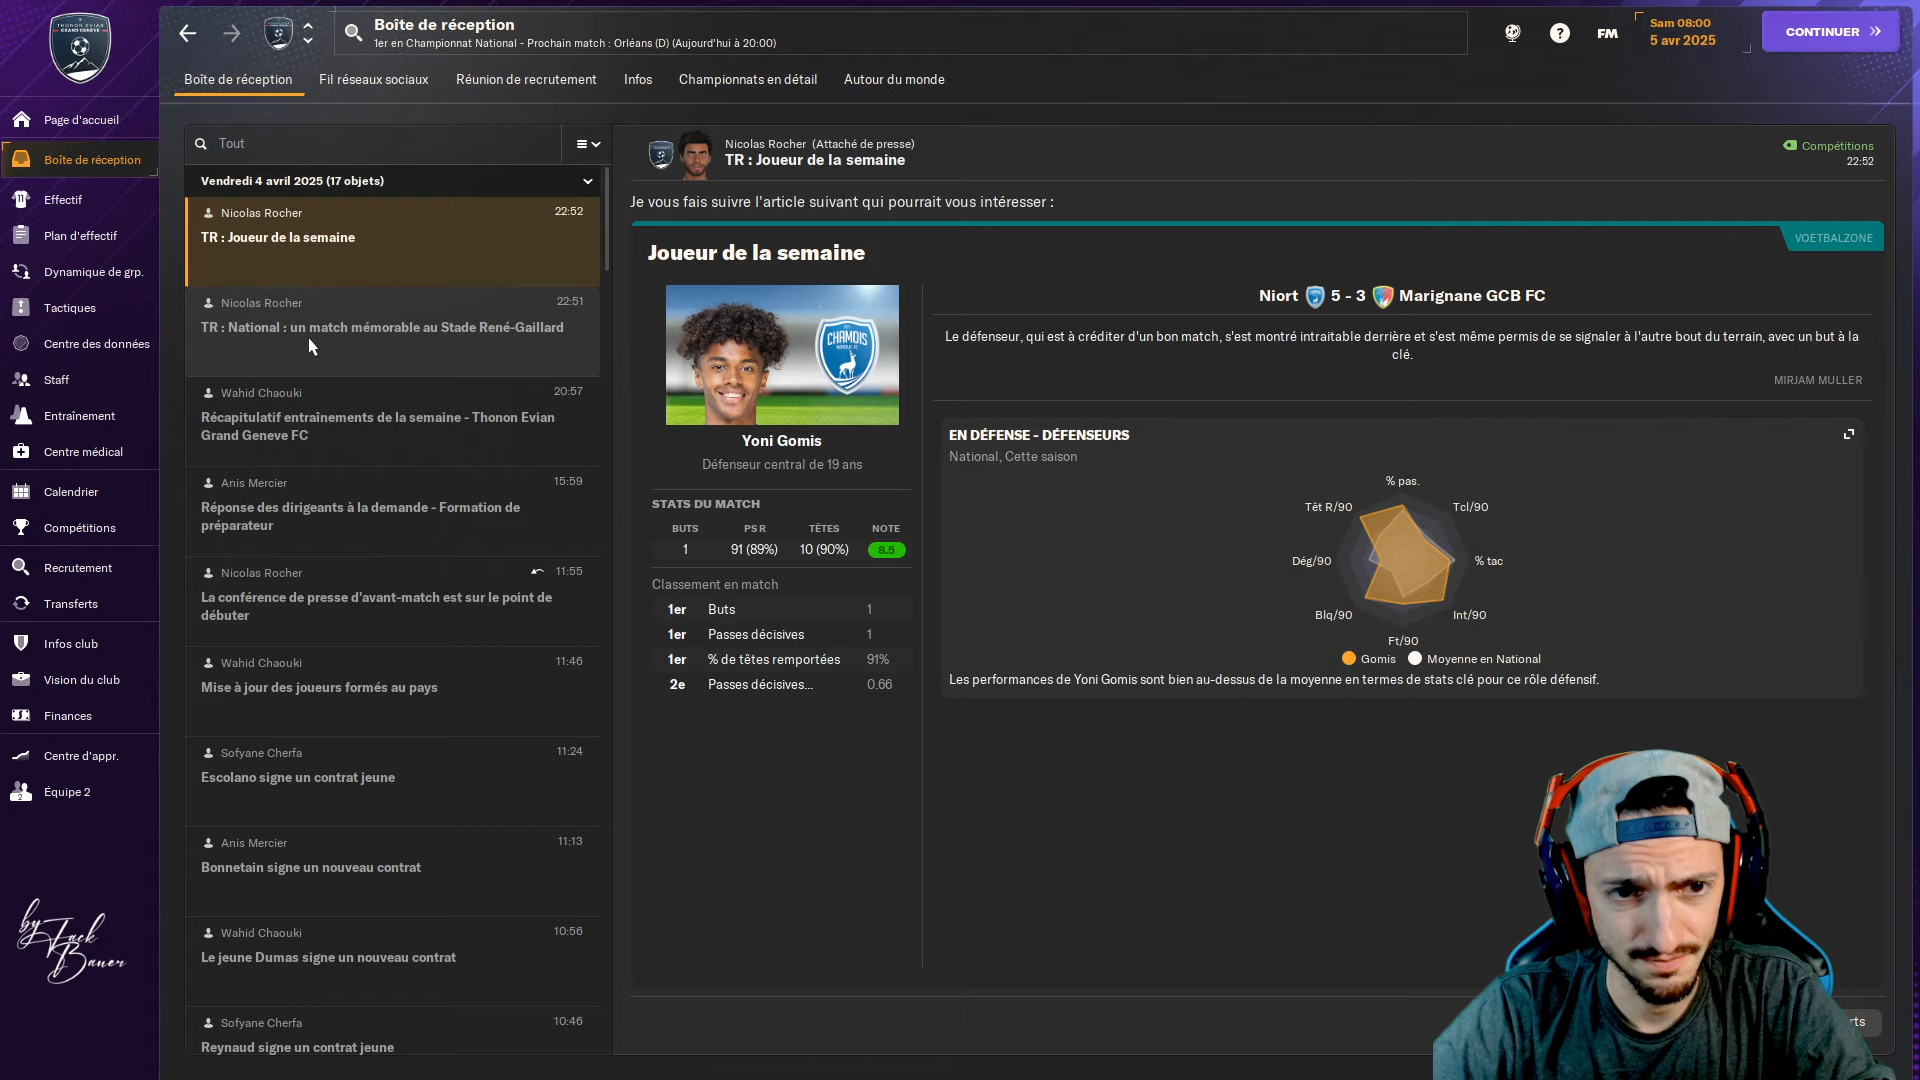 THONON EVIAN
GRAND GENEVE
Boîte de réception
1er en Championnat National - Prochain match : Orléans (D) (Aujourd'hui à 20:00)
FM
Sam 08:00
5 avr 2025
CONTINUER
Boîte de réception
Fil réseaux sociaux
Réunion de recrutement
Infos
Championnats en détail
Autour du monde
Page d'accueil
Boîte de réception
Effectif
Plan d'effectif
Dynamique de grp.
Tactiques
Centre des données
Staff
Entraînement
Centre médical
Calendrier
Compétitions
Recrutement
Transferts
Infos club
Vision du club
Finances
Centre d'appr.
Équipe 2
by Jack Bauer
Tout
Vendredi 4 avril 2025 (17 objets)
Nicolas Rocher
22:52
TR : Joueur de la semaine
Nicolas Rocher
22:51
TR : National : un match mémorable au Stade René-Gaillard
Wahid Chaouki
20:57
Récapitulatif entraînements de la semaine - Thonon Evian
Grand Geneve FC
Anis Mercier
15:59
Réponse des dirigeants à la demande - Formation de
préparateur
Nicolas Rocher
11:55
La conférence de presse d'avant-match est sur le point de
débuter
Wahid Chaouki
11:46
Mise à jour des joueurs formés au pays
Sofyane Cherfa
11:24
Escolano signe un contrat jeune
Anis Mercier
11:13
Bonnetain signe un nouveau contrat
Wahid Chaouki
10:56
Le jeune Dumas signe un nouveau contrat
Sofyane Cherfa
10:46
Reynaud signe un contrat jeune
Nicolas Rocher (Attaché de presse)
TR : Joueur de la semaine
Compétitions
22:52
Je vous fais suivre l'article suivant qui pourrait vous intéresser :
VOETBALZONE
Joueur de la semaine
CHAMOIS
Yoni Gomis
Défenseur central de 19 ans
STATS DU MATCH
BUTS PS R TÊTES NOTE
1 91 (89%) 10 (90%) 8.5
Classement en match
1er Buts 1
1er Passes décisives 1
1er % de têtes remportées 91%
2e Passes décisives... 0.66
Niort 5 - 3 Marignane GCB FC
Le défenseur, qui est à créditer d'un bon match, s'est montré intraitable derrière et s'est même permis de se signaler à l'autre bout du terrain, avec un but à la
clé.
MIRJAM MULLER
EN DÉFENSE - DÉFENSEURS
National, Cette saison
% pas.
Têt R/90
Tcl/90
Dég/90
% tac
Blq/90
Int/90
Ft/90
Gomis
Moyenne en National
Les performances de Yoni Gomis sont bien au-dessus de la moyenne en termes de stats clé pour ce rôle défensif.
rts